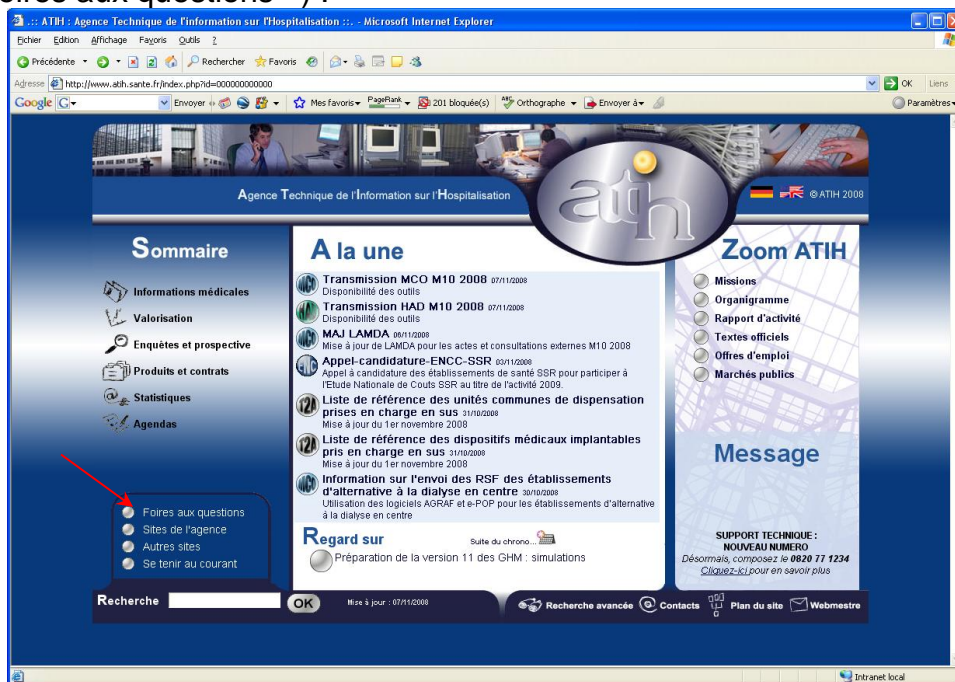 oires aux questions
.:: ATIH : Agence Technique de l'information sur l'Hospitalisation ::. - Microsoft Internet Explorer
Fichier Edition Affichage Favoris Outils ?
Précédente Rechercher Favoris
Adresse http://www.atih.sante.fr/index.php?id=000000000000 OK Liens
Google G Envoyer Mes favoris PageRank 201 bloquée(s) Orthographe Envoyer à Paramètres
atih
Agence Technique de l'Information sur l'Hospitalisation
© ATIH 2008
Sommaire
Informations médicales
Valorisation
Enquêtes et prospective
Produits et contrats
Statistiques
Agendas
Foires aux questions
Sites de l'agence
Autres sites
Se tenir au courant
A la une
Transmission MCO M10 2008 07/11/2008
Disponibilité des outils
Transmission HAD M10 2008 07/11/2008
Disponibilité des outils
MAJ LAMDA 06/11/2008
Mise à jour de LAMDA pour les actes et consultations externes M10 2008
Appel-candidature-ENCC-SSR 03/11/2008
Appel à candidature des établissements de santé SSR pour participer à
l'Etude Nationale de Couts SSR au titre de l'activité 2009.
Liste de référence des unités communes de dispensation
prises en charge en sus 31/10/2008
Mise à jour du 1er novembre 2008
Liste de référence des dispositifs médicaux implantables
pris en charge en sus 31/10/2008
Mise à jour du 1er novembre 2008
Information sur l'envoi des RSF des établissements
d'alternative à la dialyse en centre 30/10/2008
Utilisation des logiciels AGRAF et e-POP pour les établissements d'alternative
à la dialyse en centre
Regard sur
Suite du chrono...
Préparation de la version 11 des GHM : simulations
Zoom ATIH
Missions
Organigramme
Rapport d'activité
Textes officiels
Offres d'emploi
Marchés publics
Message
SUPPORT TECHNIQUE :
NOUVEAU NUMERO
Désormais, composez le 0820 77 1234
Cliquez-ici pour en savoir plus
Recherche OK Mise à jour : 07/11/2008 Recherche avancée Contacts Plan du site Webmestre
Intranet local